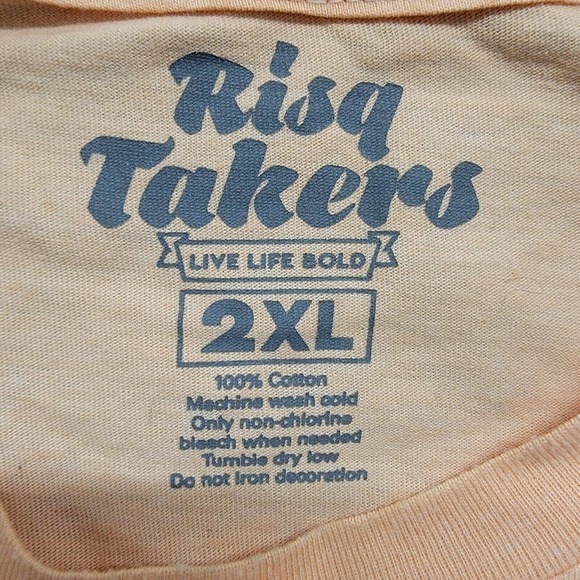 Risq
Takers
LIVE LIFE BOLD
2XL
100% Cotton
Machine wash cold
Only non-chlorine
bleach when needed
Tumble dry low
Do not iron decoration